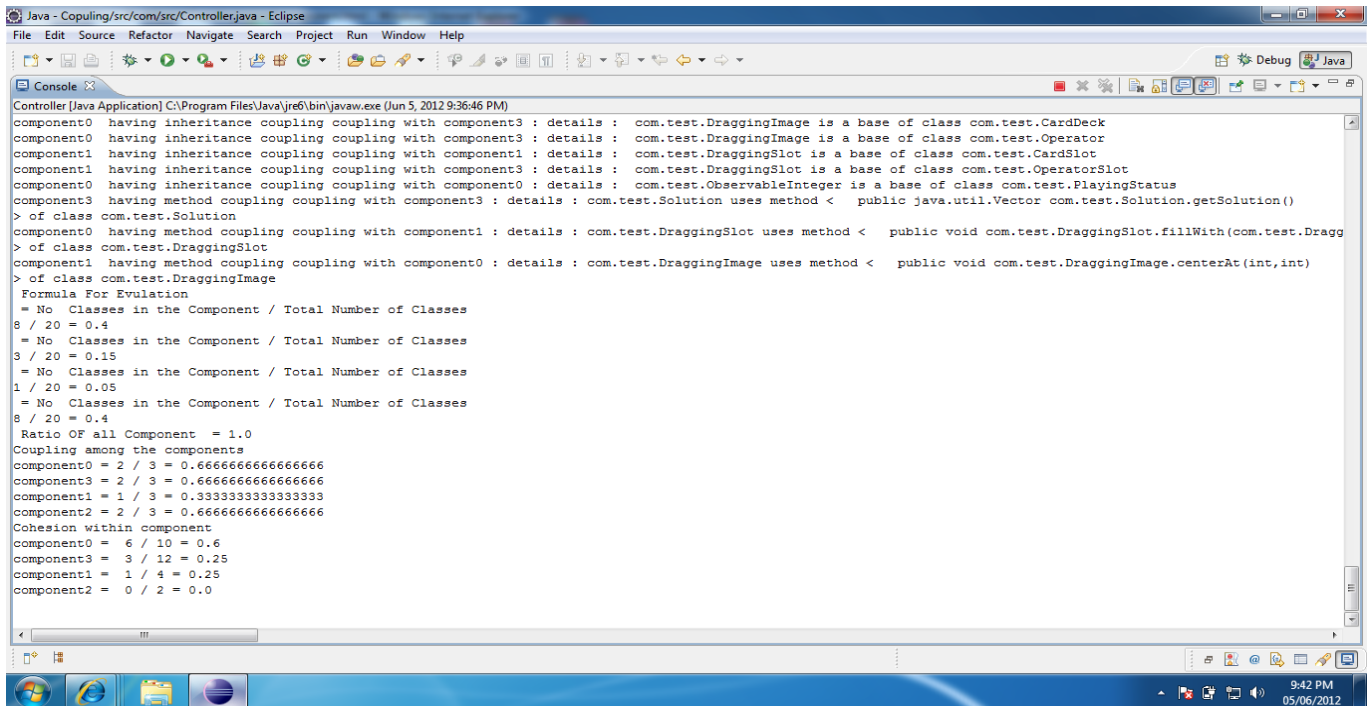 Java - Copuling/src/com/src/Controller.java - Eclipse
File Edit Source Refactor Navigate Search Project Run Window Help
Debug Java
Console
Controller [Java Application] C:\Program Files\Java\jre6\bin\javaw.exe (Jun 5, 2012 9:36:46 PM)
component0 having inheritance coupling coupling with component3 : details : com.test.DraggingImage is a base of class com.test.CardDeck
component0 having inheritance coupling coupling with component3 : details : com.test.DraggingImage is a base of class com.test.Operator
component1 having inheritance coupling coupling with component1 : details : com.test.DraggingSlot is a base of class com.test.CardSlot
component1 having inheritance coupling coupling with component3 : details : com.test.DraggingSlot is a base of class com.test.OperatorSlot
component0 having inheritance coupling coupling with component0 : details : com.test.ObservableInteger is a base of class com.test.PlayingStatus
component3 having method coupling coupling with component3 : details : com.test.Solution uses method < public java.util.Vector com.test.Solution.getSolution()
> of class com.test.Solution
component0 having method coupling coupling with component1 : details : com.test.DraggingSlot uses method < public void com.test.DraggingSlot.fillWith(com.test.Dragg
> of class com.test.DraggingSlot
component1 having method coupling coupling with component0 : details : com.test.DraggingImage uses method < public void com.test.DraggingImage.centerAt(int,int)
> of class com.test.DraggingImage
Formula For Evulation
= No Classes in the Component / Total Number of Classes
8 / 20 = 0.4
= No Classes in the Component / Total Number of Classes
3 / 20 = 0.15
= No Classes in the Component / Total Number of Classes
1 / 20 = 0.05
= No Classes in the Component / Total Number of Classes
8 / 20 = 0.4
Ratio OF all Component = 1.0
Coupling among the components
component0 = 2 / 3 = 0.6666666666666666
component3 = 2 / 3 = 0.6666666666666666
component1 = 1 / 3 = 0.3333333333333333
component2 = 2 / 3 = 0.6666666666666666
Cohesion within component
component0 = 6 / 10 = 0.6
component3 = 3 / 12 = 0.25
component1 = 1 / 4 = 0.25
component2 = 0 / 2 = 0.0
9:42 PM
05/06/2012